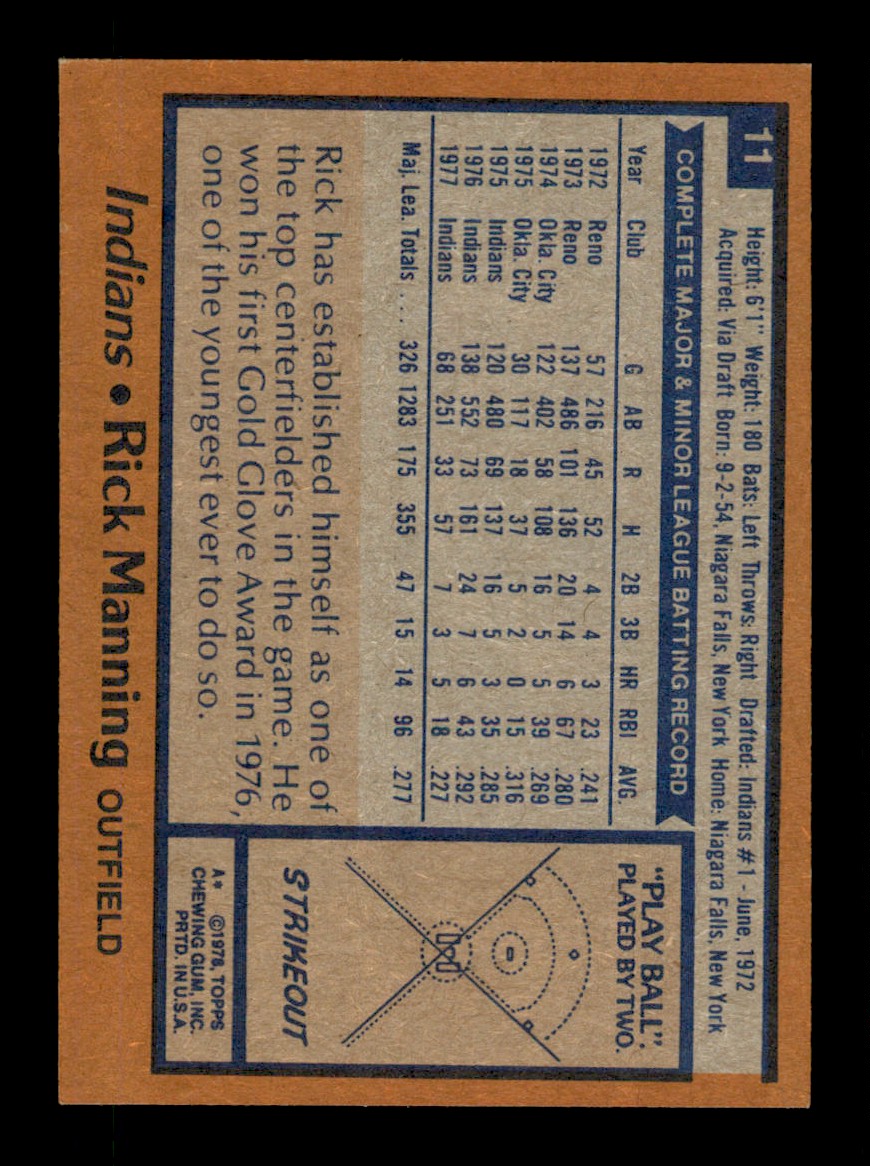 11
Height: 6'1" Weight: 180 Bats: Left Throws: Right Drafted: Indians #1 - June, 1972
Acquired: Via Draft Born: 9-2-54, Niagara Falls, New York Home: Niagara Falls, New York
COMPLETE MAJOR & MINOR LEAGUE BATTING RECORD
Year Club G AB R H 2B 3B HR RBI AVG.
1972 Reno 57 216 45 52 4 4 3 23 .241
1973 Reno 137 486 101 136 20 14 6 67 .280
1974 Okla. City 122 402 58 108 16 5 5 39 .269
1975 Okla. City 30 117 18 37 5 2 0 15 .316
1975 Indians 120 480 69 137 16 5 3 35 .285
1976 Indians 138 552 73 161 24 7 6 43 .292
1977 Indians 68 251 33 57 7 3 5 18 .227
Maj. Lea. Totals . . . 326 1283 175 355 47 15 14 96 .277
Rick has established himself as one of
the top centerfielders in the game. He
won his first Gold Glove Award in 1976,
one of the youngest ever to do so.
"PLAY BALL":
PLAYED BY TWO.
STRIKEOUT
A* ©1978, TOPPS
CHEWING GUM, INC.
PRTD. IN U.S.A.
Indians • Rick Manning OUTFIELD